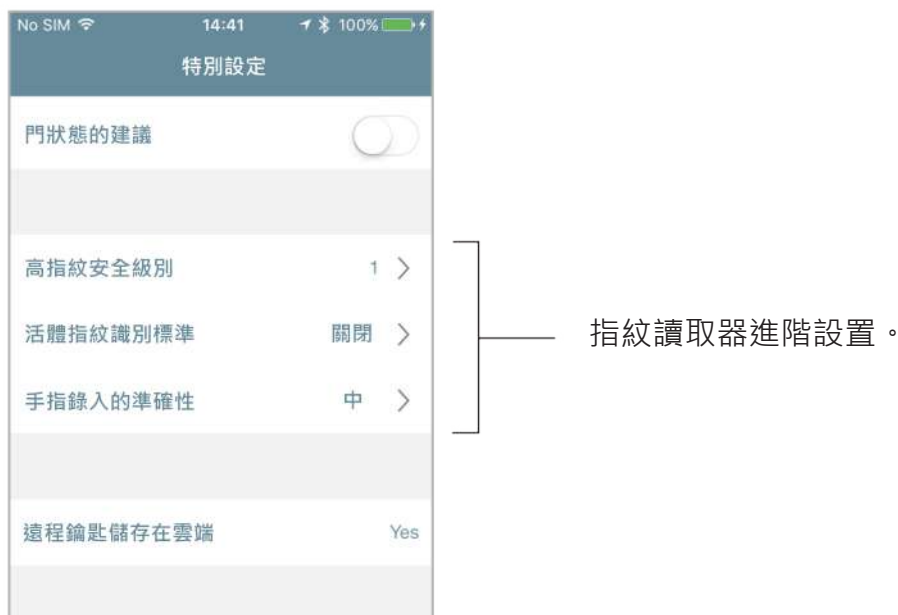 No SIM 14:41 100%
特別設定
門狀態的建議
高指紋安全級別 1
活體指紋識別標準 關閉
手指錄入的準確性 中
指紋讀取器進階設置。
遠程鑰匙儲存在雲端 Yes